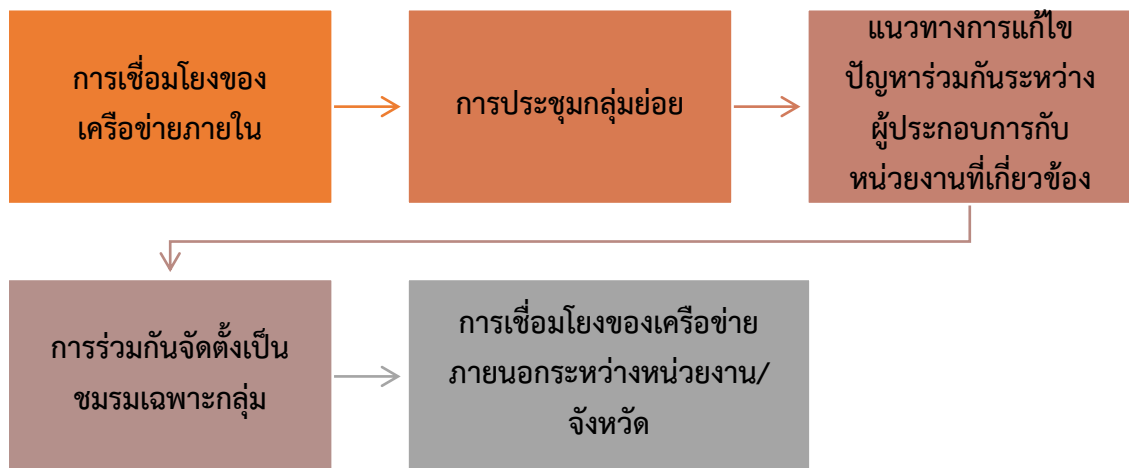 การเชื่อมโยงของ
เครือข่ายภายใน
การประชุมกลุ่มย่อย
แนวทางการแก้ไข
ปัญหาร่วมกันระหว่าง
ผู้ประกอบการกับ
หน่วยงานที่เกี่ยวข้อง
การร่วมกันจัดตั้งเป็น
ชมรมเฉพาะกลุ่ม
การเชื่อมโยงของเครือข่าย
ภายนอกระหว่างหน่วยงาน/
จังหวัด